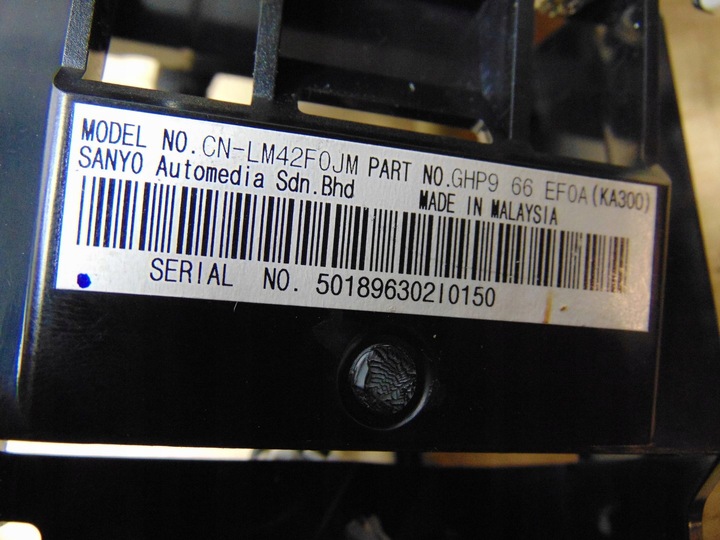 MODEL NO.CN-LM42F0JM PART NO.GHP9 66 EF0A(KA300)
SANYO Automedia Sdn.Bhd MADE IN MALAYSIA
SERIAL NO. 50189630210150